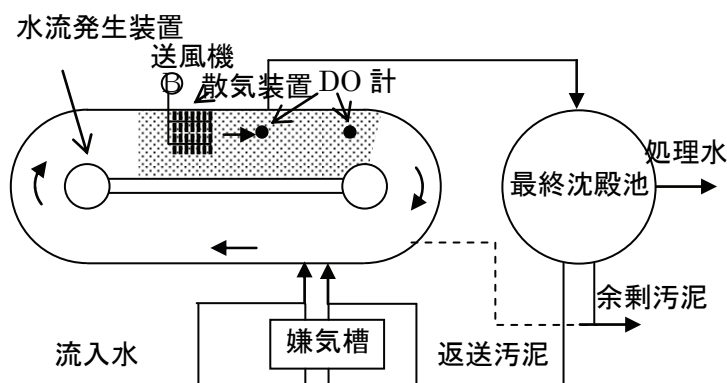 水流発生装置
送風機
B 散気装置 DO 計
処理水
最終沈殿池
余剰汚泥
嫌気槽
流入水
返送汚泥